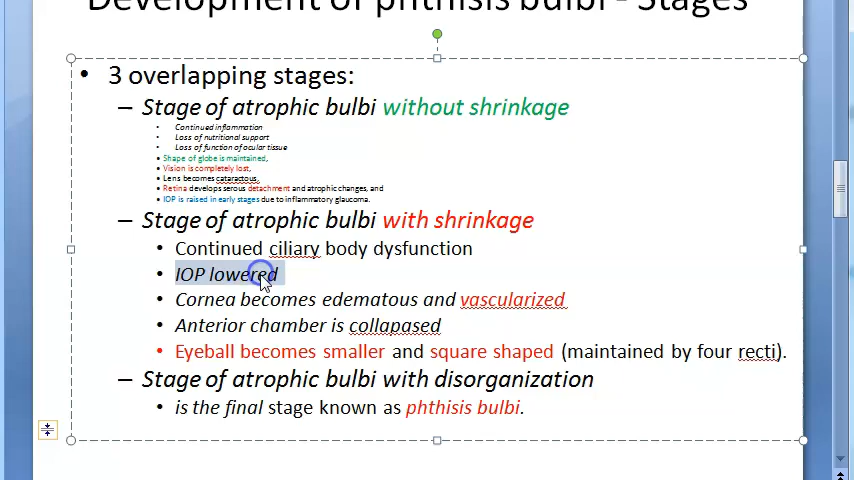 Development of phthisis bulbi - Stages
• 3 overlapping stages:
– Stage of atrophic bulbi without shrinkage
• Continued inflammation
• Loss of nutritional support
• Loss of function of ocular tissue
• Shape of globe is maintained,
• Vision is completely lost,
• Lens becomes cataractous,
• Retina develops serous detachment and atrophic changes, and
• IOP is raised in early stages due to inflammatory glaucoma.
– Stage of atrophic bulbi with shrinkage
• Continued ciliary body dysfunction
• IOP lowered
• Cornea becomes edematous and vascularized
• Anterior chamber is collapased
• Eyeball becomes smaller and square shaped (maintained by four recti).
– Stage of atrophic bulbi with disorganization
• is the final stage known as phthisis bulbi.